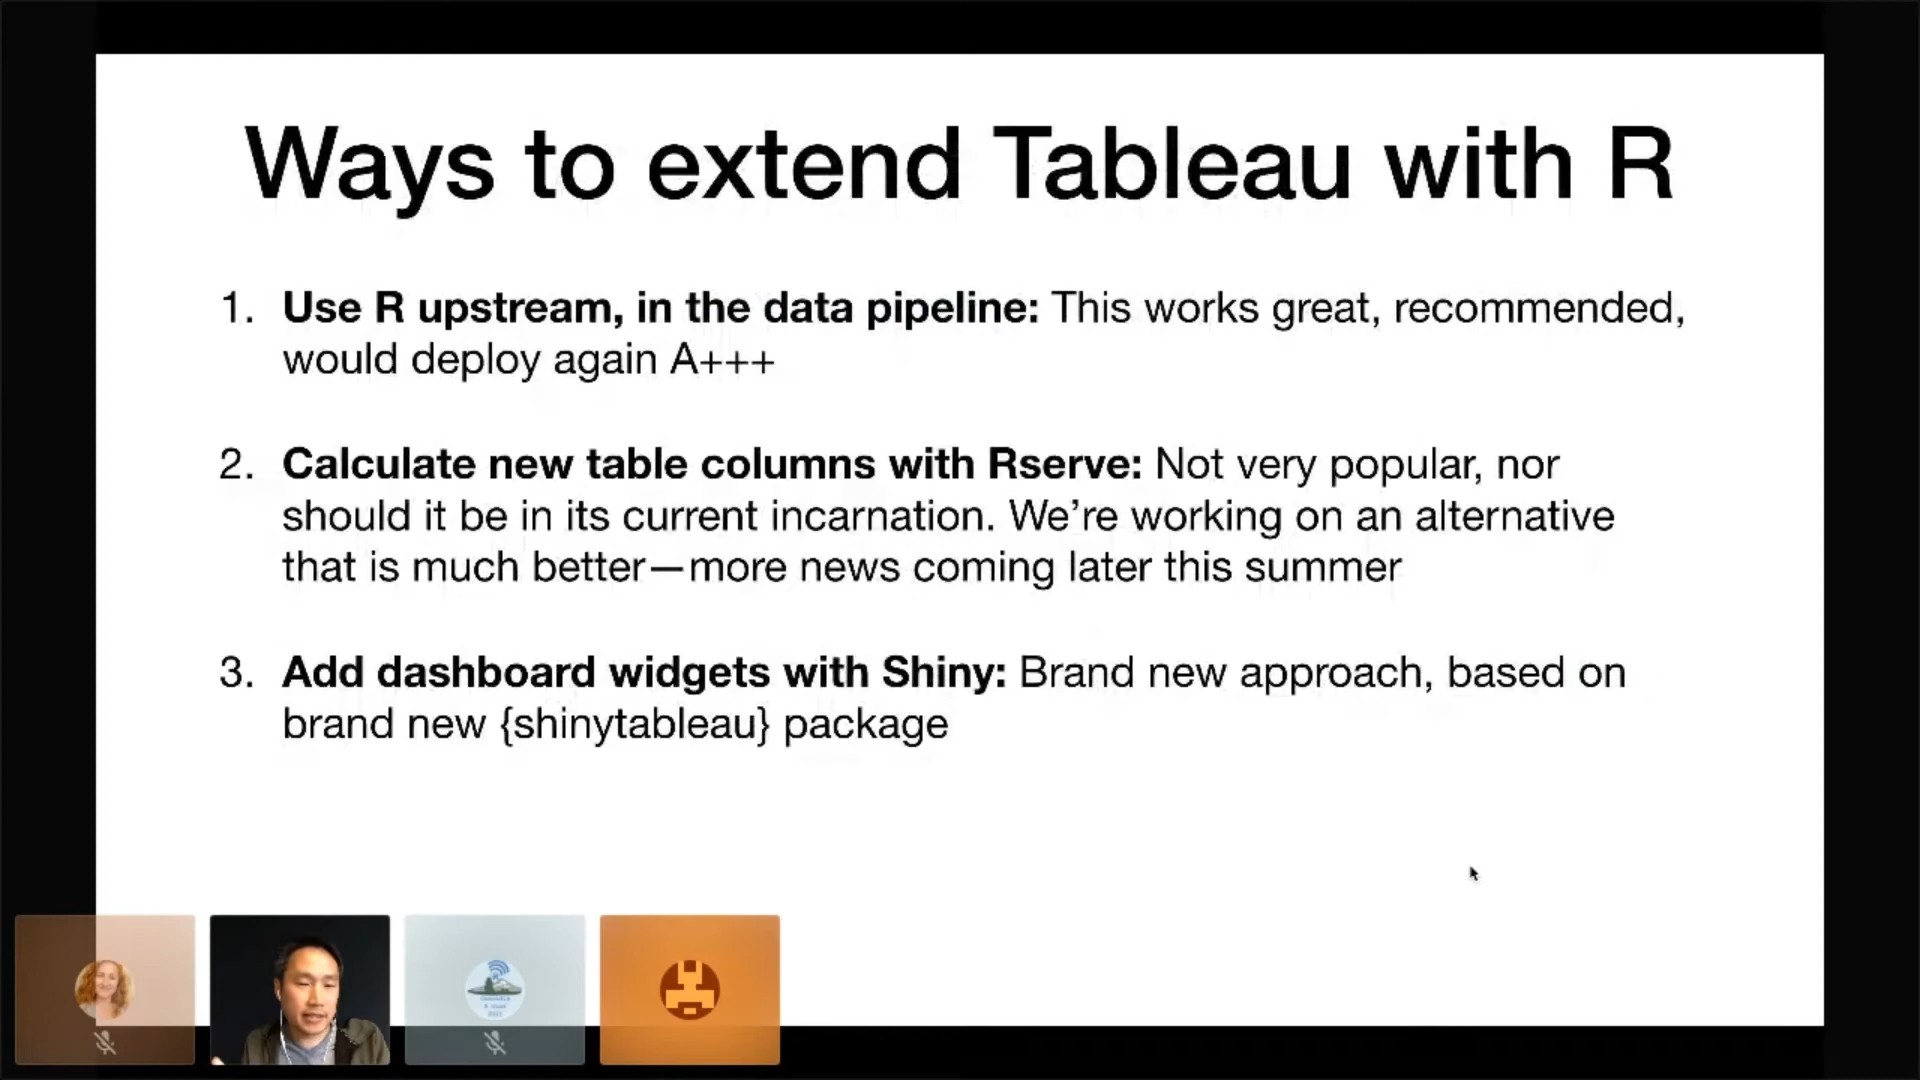 Ways to extend Tableau with R
1. Use R upstream, in the data pipeline: This works great, recommended,
would deploy again A+++
2. Calculate new table columns with Rserve: Not very popular, nor
should it be in its current incarnation. We’re working on an alternative
that is much better—more news coming later this summer
3. Add dashboard widgets with Shiny: Brand new approach, based on
brand new {shinytableau} package